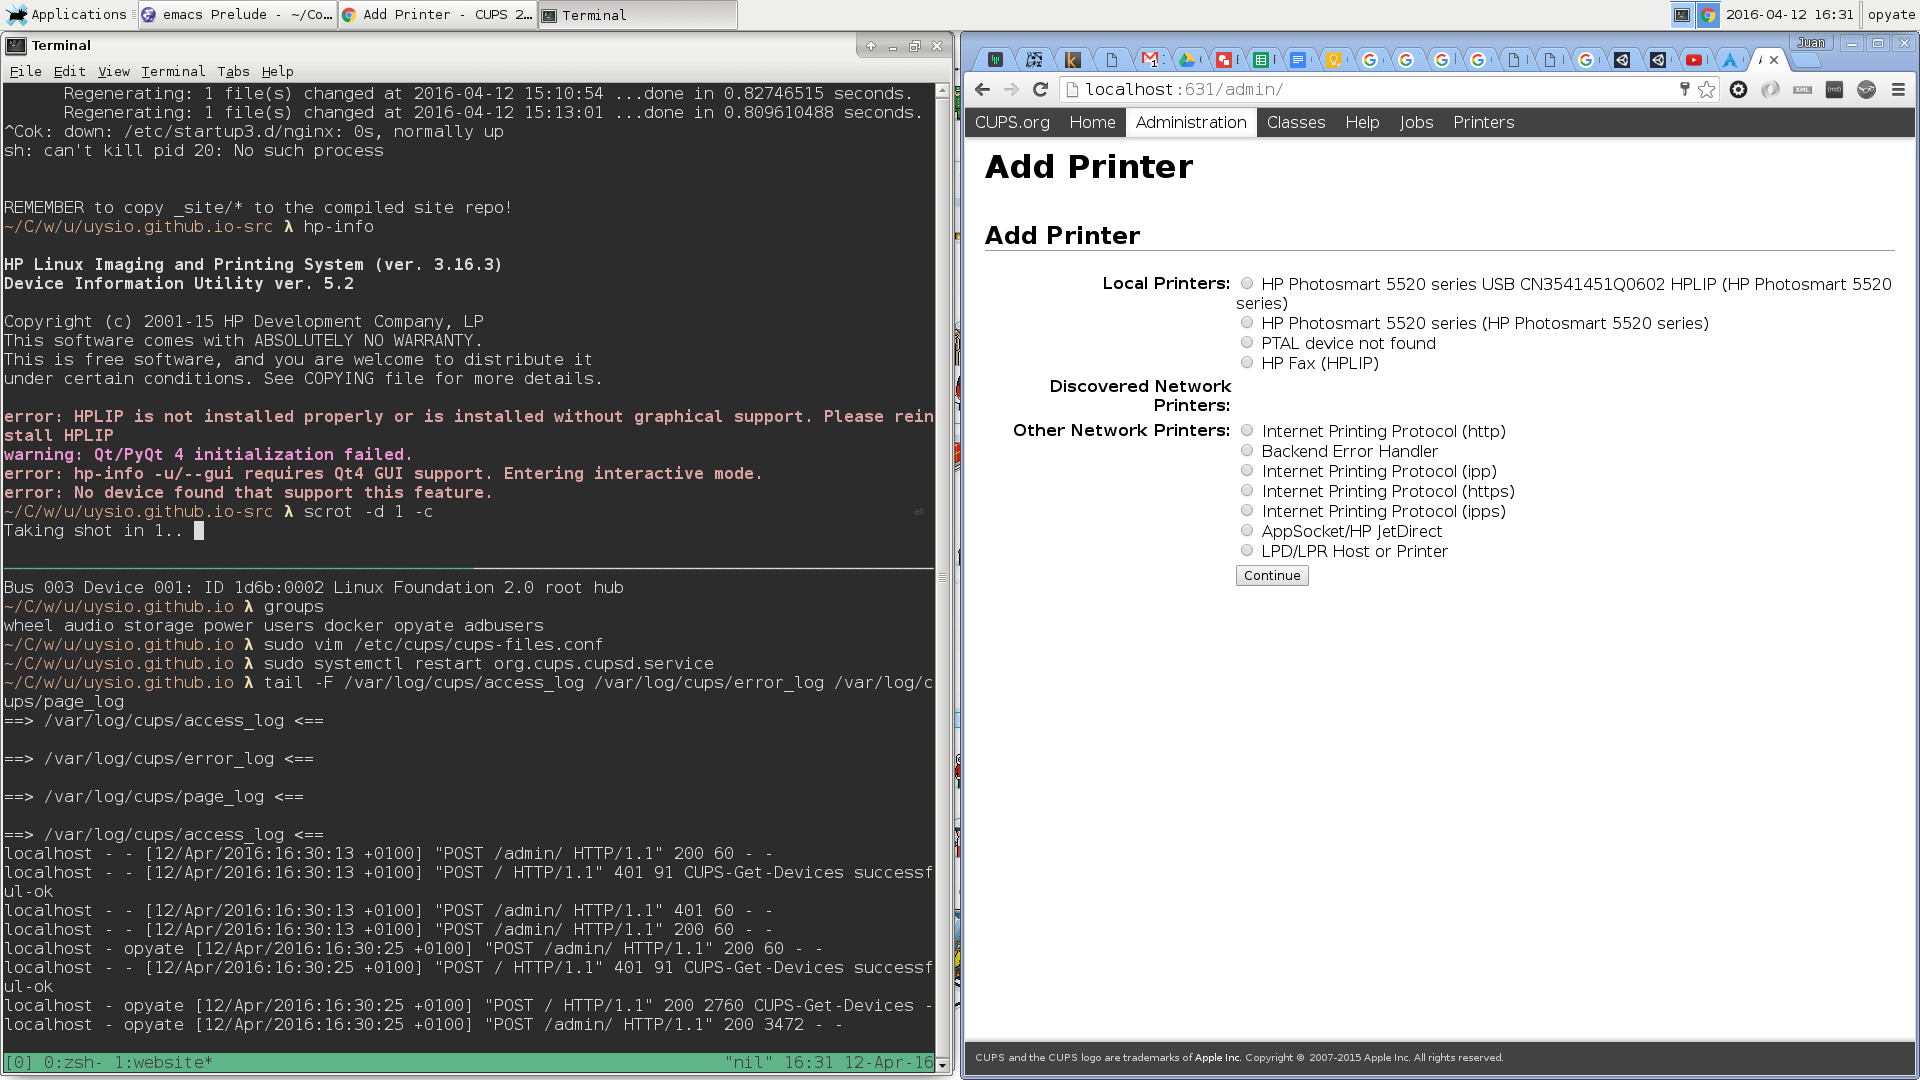 Applications
emacs Prelude - ~/Co...
Add Printer - CUPS 2...
Terminal
2016-04-12 16:31
opyate
Terminal
File Edit View Terminal Tabs Help
Regenerating: 1 file(s) changed at 2016-04-12 15:10:54 ...done in 0.82746515 seconds.
Regenerating: 1 file(s) changed at 2016-04-12 15:13:01 ...done in 0.809610488 seconds.
^Cok: down: /etc/startup3.d/nginx: 0s, normally up
sh: can't kill pid 20: No such process
REMEMBER to copy _site/* to the compiled site repo!
~/C/w/u/uysio.github.io-src λ hp-info
HP Linux Imaging and Printing System (ver. 3.16.3)
Device Information Utility ver. 5.2
Copyright (c) 2001-15 HP Development Company, LP
This software comes with ABSOLUTELY NO WARRANTY.
This is free software, and you are welcome to distribute it
under certain conditions. See COPYING file for more details.
error: HPLIP is not installed properly or is installed without graphical support. Please rein
stall HPLIP
warning: Qt/PyQt 4 initialization failed.
error: hp-info -u/--gui requires Qt4 GUI support. Entering interactive mode.
error: No device found that support this feature.
~/C/w/u/uysio.github.io-src λ scrot -d 1 -c
Taking shot in 1..
Bus 003 Device 001: ID 1d6b:0002 Linux Foundation 2.0 root hub
~/C/w/u/uysio.github.io λ groups
wheel audio storage power users docker opyate adbusers
~/C/w/u/uysio.github.io λ sudo vim /etc/cups/cups-files.conf
~/C/w/u/uysio.github.io λ sudo systemctl restart org.cups.cupsd.service
~/C/w/u/uysio.github.io λ tail -F /var/log/cups/access_log /var/log/cups/error_log /var/log/c
ups/page_log
==> /var/log/cups/access_log <==
==> /var/log/cups/error_log <==
==> /var/log/cups/page_log <==
==> /var/log/cups/access_log <==
localhost - - [12/Apr/2016:16:30:13 +0100] "POST /admin/ HTTP/1.1" 200 60 - -
localhost - - [12/Apr/2016:16:30:13 +0100] "POST / HTTP/1.1" 401 91 CUPS-Get-Devices successf
ul-ok
localhost - - [12/Apr/2016:16:30:13 +0100] "POST /admin/ HTTP/1.1" 401 60 - -
localhost - - [12/Apr/2016:16:30:13 +0100] "POST /admin/ HTTP/1.1" 200 60 - -
localhost - opyate [12/Apr/2016:16:30:25 +0100] "POST /admin/ HTTP/1.1" 200 60 - -
localhost - - [12/Apr/2016:16:30:25 +0100] "POST / HTTP/1.1" 401 91 CUPS-Get-Devices successf
ul-ok
localhost - opyate [12/Apr/2016:16:30:25 +0100] "POST / HTTP/1.1" 200 2760 CUPS-Get-Devices -
localhost - opyate [12/Apr/2016:16:30:25 +0100] "POST /admin/ HTTP/1.1" 200 3472 - -
[0] 0:zsh- 1:website* "nil" 16:31 12-Apr-16
Juan
localhost:631/admin/
CUPS.org Home Administration Classes Help Jobs Printers
Add Printer
Add Printer
Local Printers: HP Photosmart 5520 series USB CN3541451Q0602 HPLIP (HP Photosmart 5520
series)
HP Photosmart 5520 series (HP Photosmart 5520 series)
PTAL device not found
HP Fax (HPLIP)
Discovered Network
Printers:
Other Network Printers: Internet Printing Protocol (http)
Backend Error Handler
Internet Printing Protocol (ipp)
Internet Printing Protocol (https)
Internet Printing Protocol (ipps)
AppSocket/HP JetDirect
LPD/LPR Host or Printer
Continue
CUPS and the CUPS logo are trademarks of Apple Inc. Copyright © 2007-2015 Apple Inc. All rights reserved.